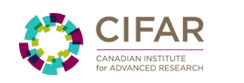 CIFAR
CANADIAN INSTITUTE
for ADVANCED RESEARCH